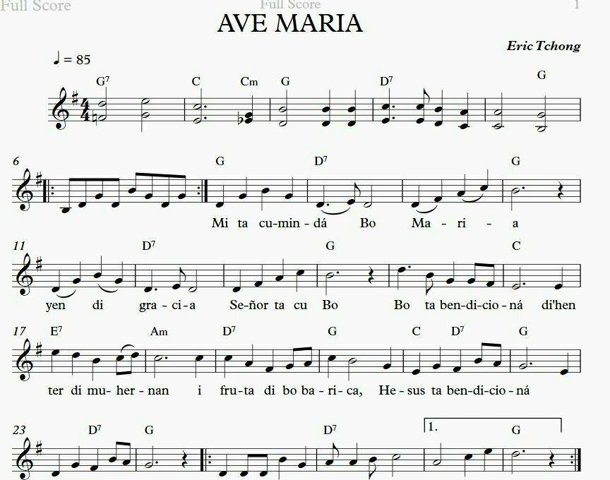 Full Score Full Score 1
AVE MARIA
Eric Tchong
♩ = 85
G7 C Cm G D7 G
4
4
6 G D7 G
Mi ta cu-min-dá Bo Ma-ri-a
11 D7 G
yen di gra-ci-a Se-ñor ta cu Bo Bo ta ben-di-cio-ná di'hen
G C
17 E7 Am D7 G C D7 G
ter di mu-her-nan i fru-ta di bo ba-ri-ca, He-sus ta ben-di-cio-ná
23 D7 G D7 1. G